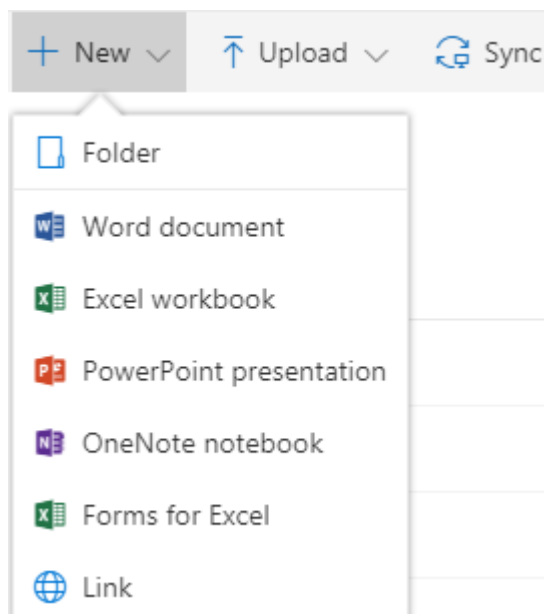 New Upload Sync
Folder
Word document
Excel workbook
PowerPoint presentation
OneNote notebook
Forms for Excel
Link